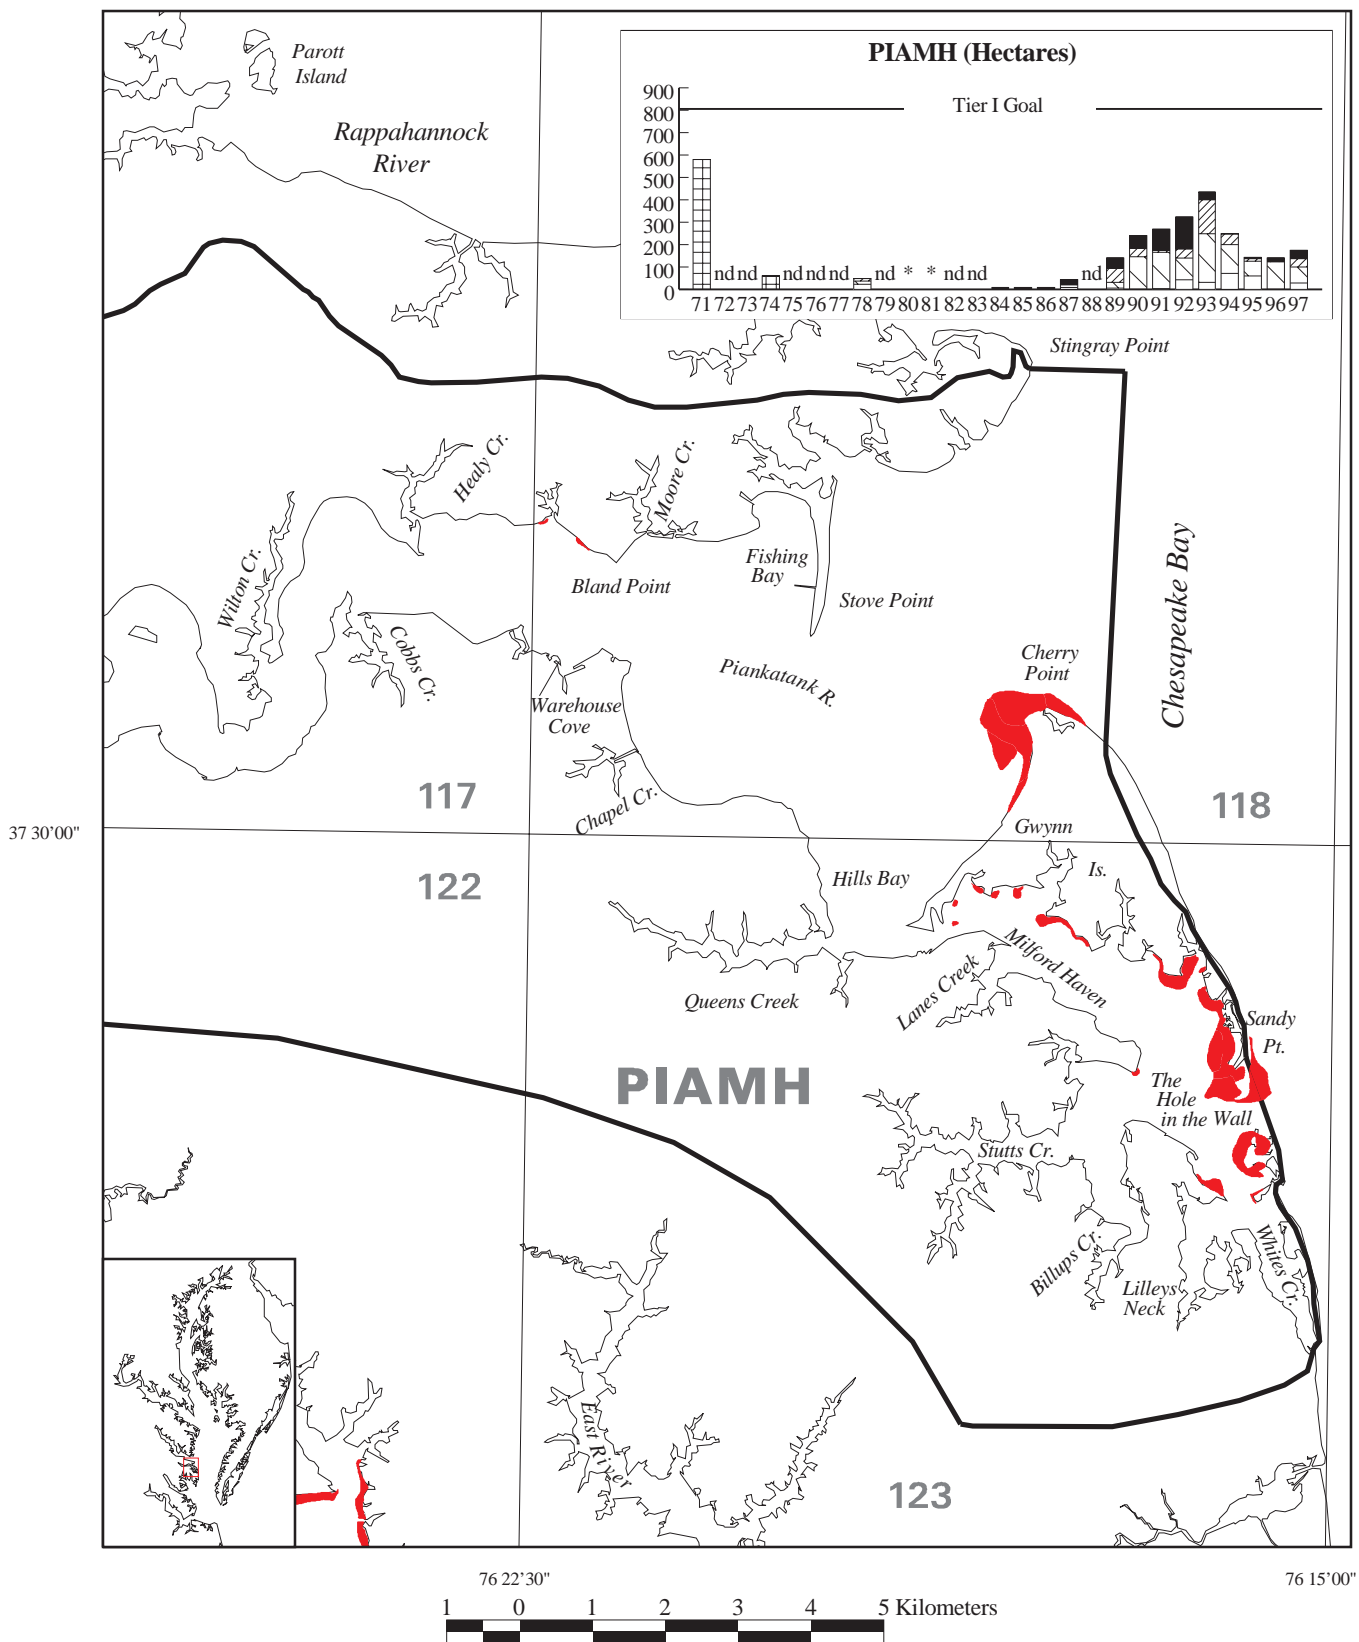 Parott
Island
Rappahannock
River
PIAMH (Hectares)
900
800
700
600
500
400
300
200
100
0
Tier I Goal
nd nd nd nd nd nd * * nd nd nd
71 72 73 74 75 76 77 78 79 80 81 82 83 84 85 86 87 88 89 90 91 92 93 94 95 96 97
Stingray Point
Healy Cr.
Moore Cr.
Wilton Cr.
Fishing
Bay
Bland Point
Stove Point
Chesapeake Bay
Cobbs Cr.
Piankatank R.
Cherry
Point
Warehouse
Cove
117
118
Chapel Cr.
37 30'00"
Gwynn
Is.
122
Hills Bay
Milford Haven
Lanes Creek
Queens Creek
Sandy
Pt.
PIAMH
The
Hole
in the Wall
Stutts Cr.
Billups Cr.
Lilleys
Neck
Whites Cr.
East River
123
76 22'30"
76 15'00"
1 0 1 2 3 4 5 Kilometers